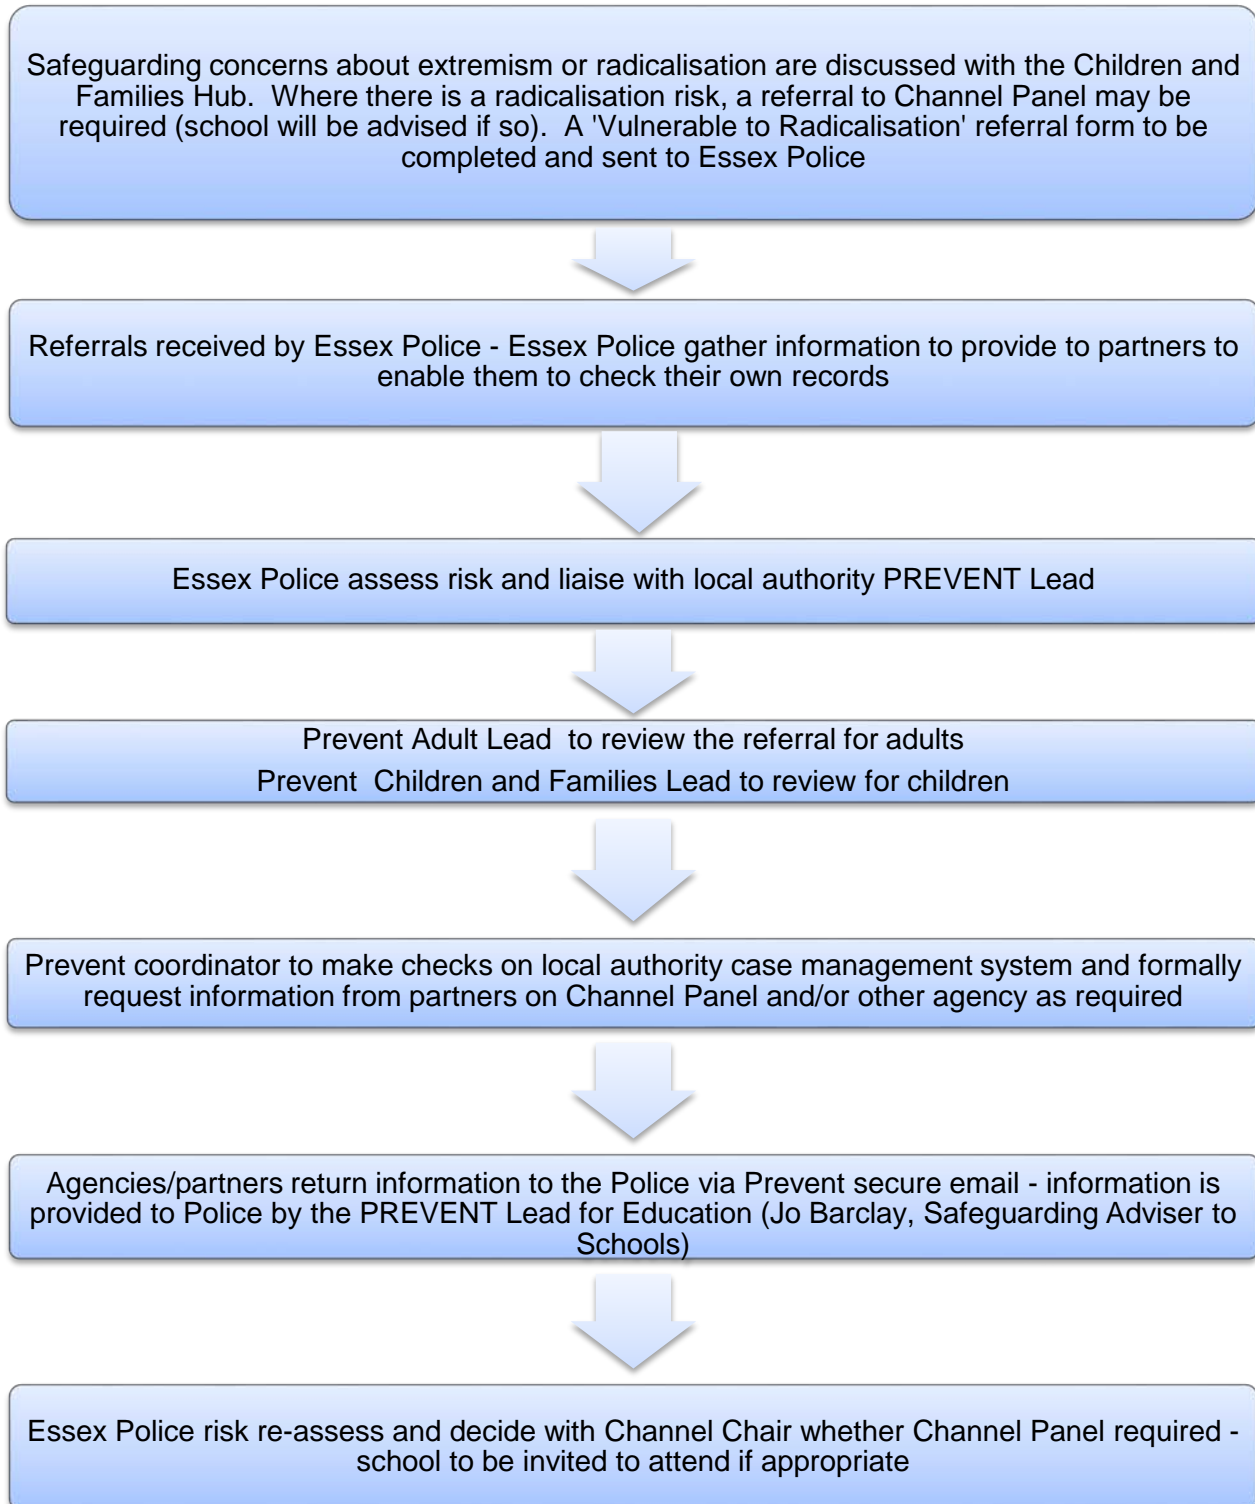 Safeguarding concerns about extremism or radicalisation are discussed with the Children and
Families Hub.  Where there is a radicalisation risk, a referral to Channel Panel may be
required (school will be advised if so).  A 'Vulnerable to Radicalisation' referral form to be
completed and sent to Essex Police
Referrals received by Essex Police - Essex Police gather information to provide to partners to
enable them to check their own records
Essex Police assess risk and liaise with local authority PREVENT Lead
Prevent Adult Lead  to review the referral for adults
Prevent  Children and Families Lead to review for children
Prevent coordinator to make checks on local authority case management system and formally
request information from partners on Channel Panel and/or other agency as required
Agencies/partners return information to the Police via Prevent secure email - information is
provided to Police by the PREVENT Lead for Education (Jo Barclay, Safeguarding Adviser to
Schools)
Essex Police risk re-assess and decide with Channel Chair whether Channel Panel required -
school to be invited to attend if appropriate